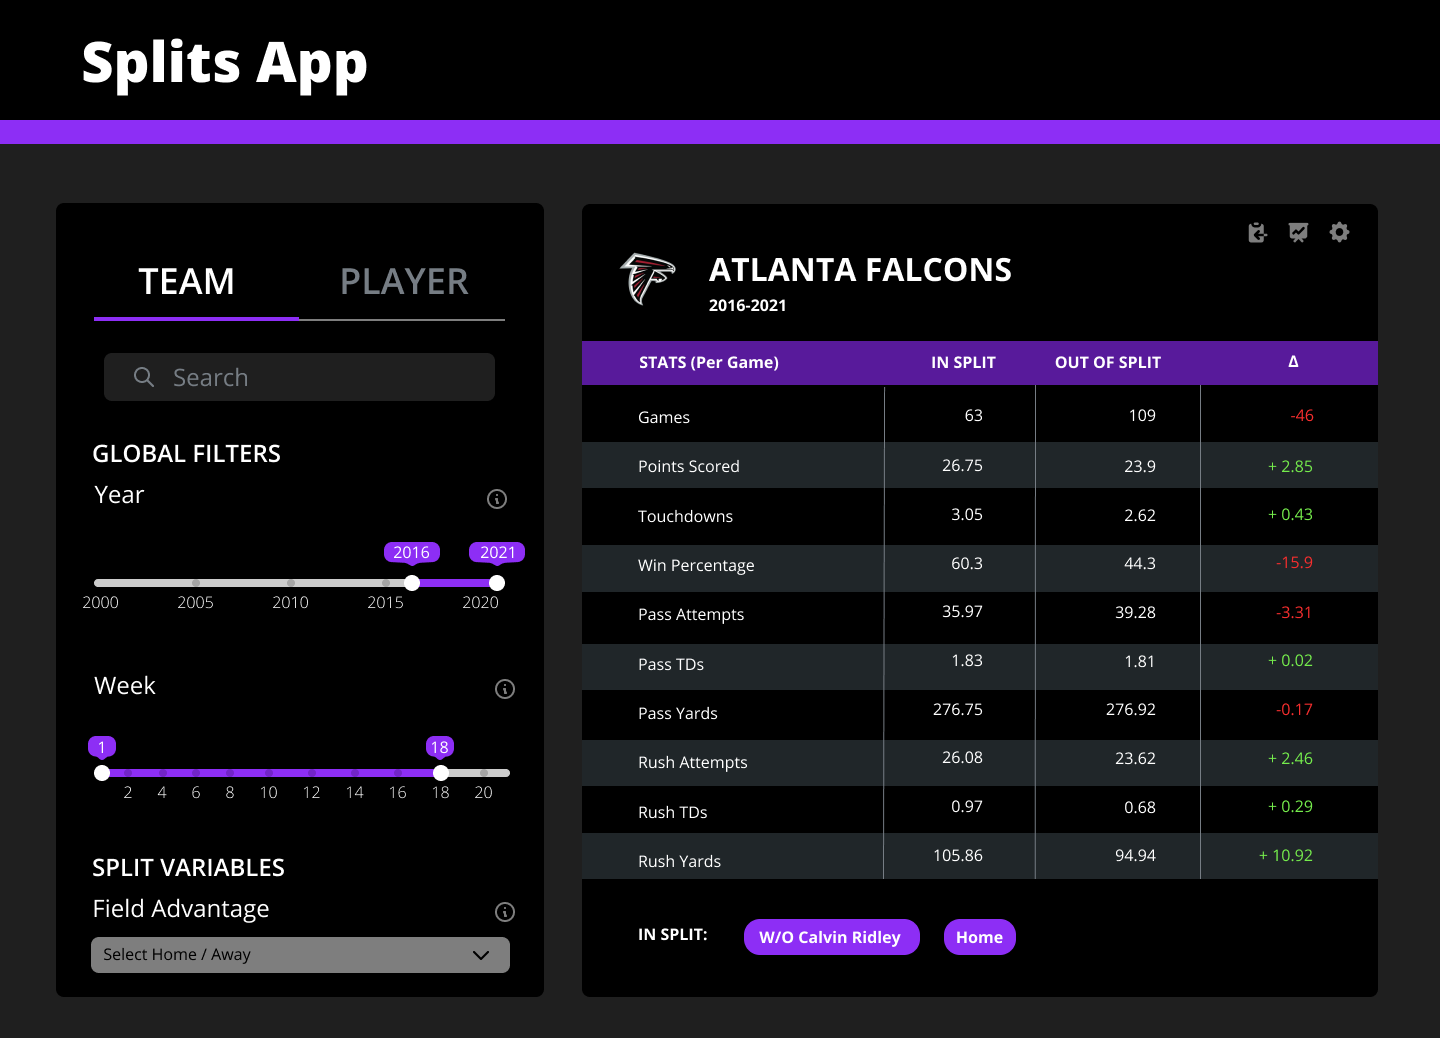 Splits App
TEAM PLAYER
Search
GLOBAL FILTERS
Year
2016 2021
2000 2005 2010 2015 2020
Week
1 18
2 4 6 8 10 12 14 16 18 20
SPLIT VARIABLES
Field Advantage
Select Home / Away
ATLANTA FALCONS
2016-2021
STATS (Per Game) IN SPLIT OUT OF SPLIT Δ
Games 63 109 -46
Points Scored 26.75 23.9 + 2.85
Touchdowns 3.05 2.62 + 0.43
Win Percentage 60.3 44.3 -15.9
Pass Attempts 35.97 39.28 -3.31
Pass TDs 1.83 1.81 + 0.02
Pass Yards 276.75 276.92 -0.17
Rush Attempts 26.08 23.62 + 2.46
Rush TDs 0.97 0.68 + 0.29
Rush Yards 105.86 94.94 + 10.92
IN SPLIT: W/O Calvin Ridley Home